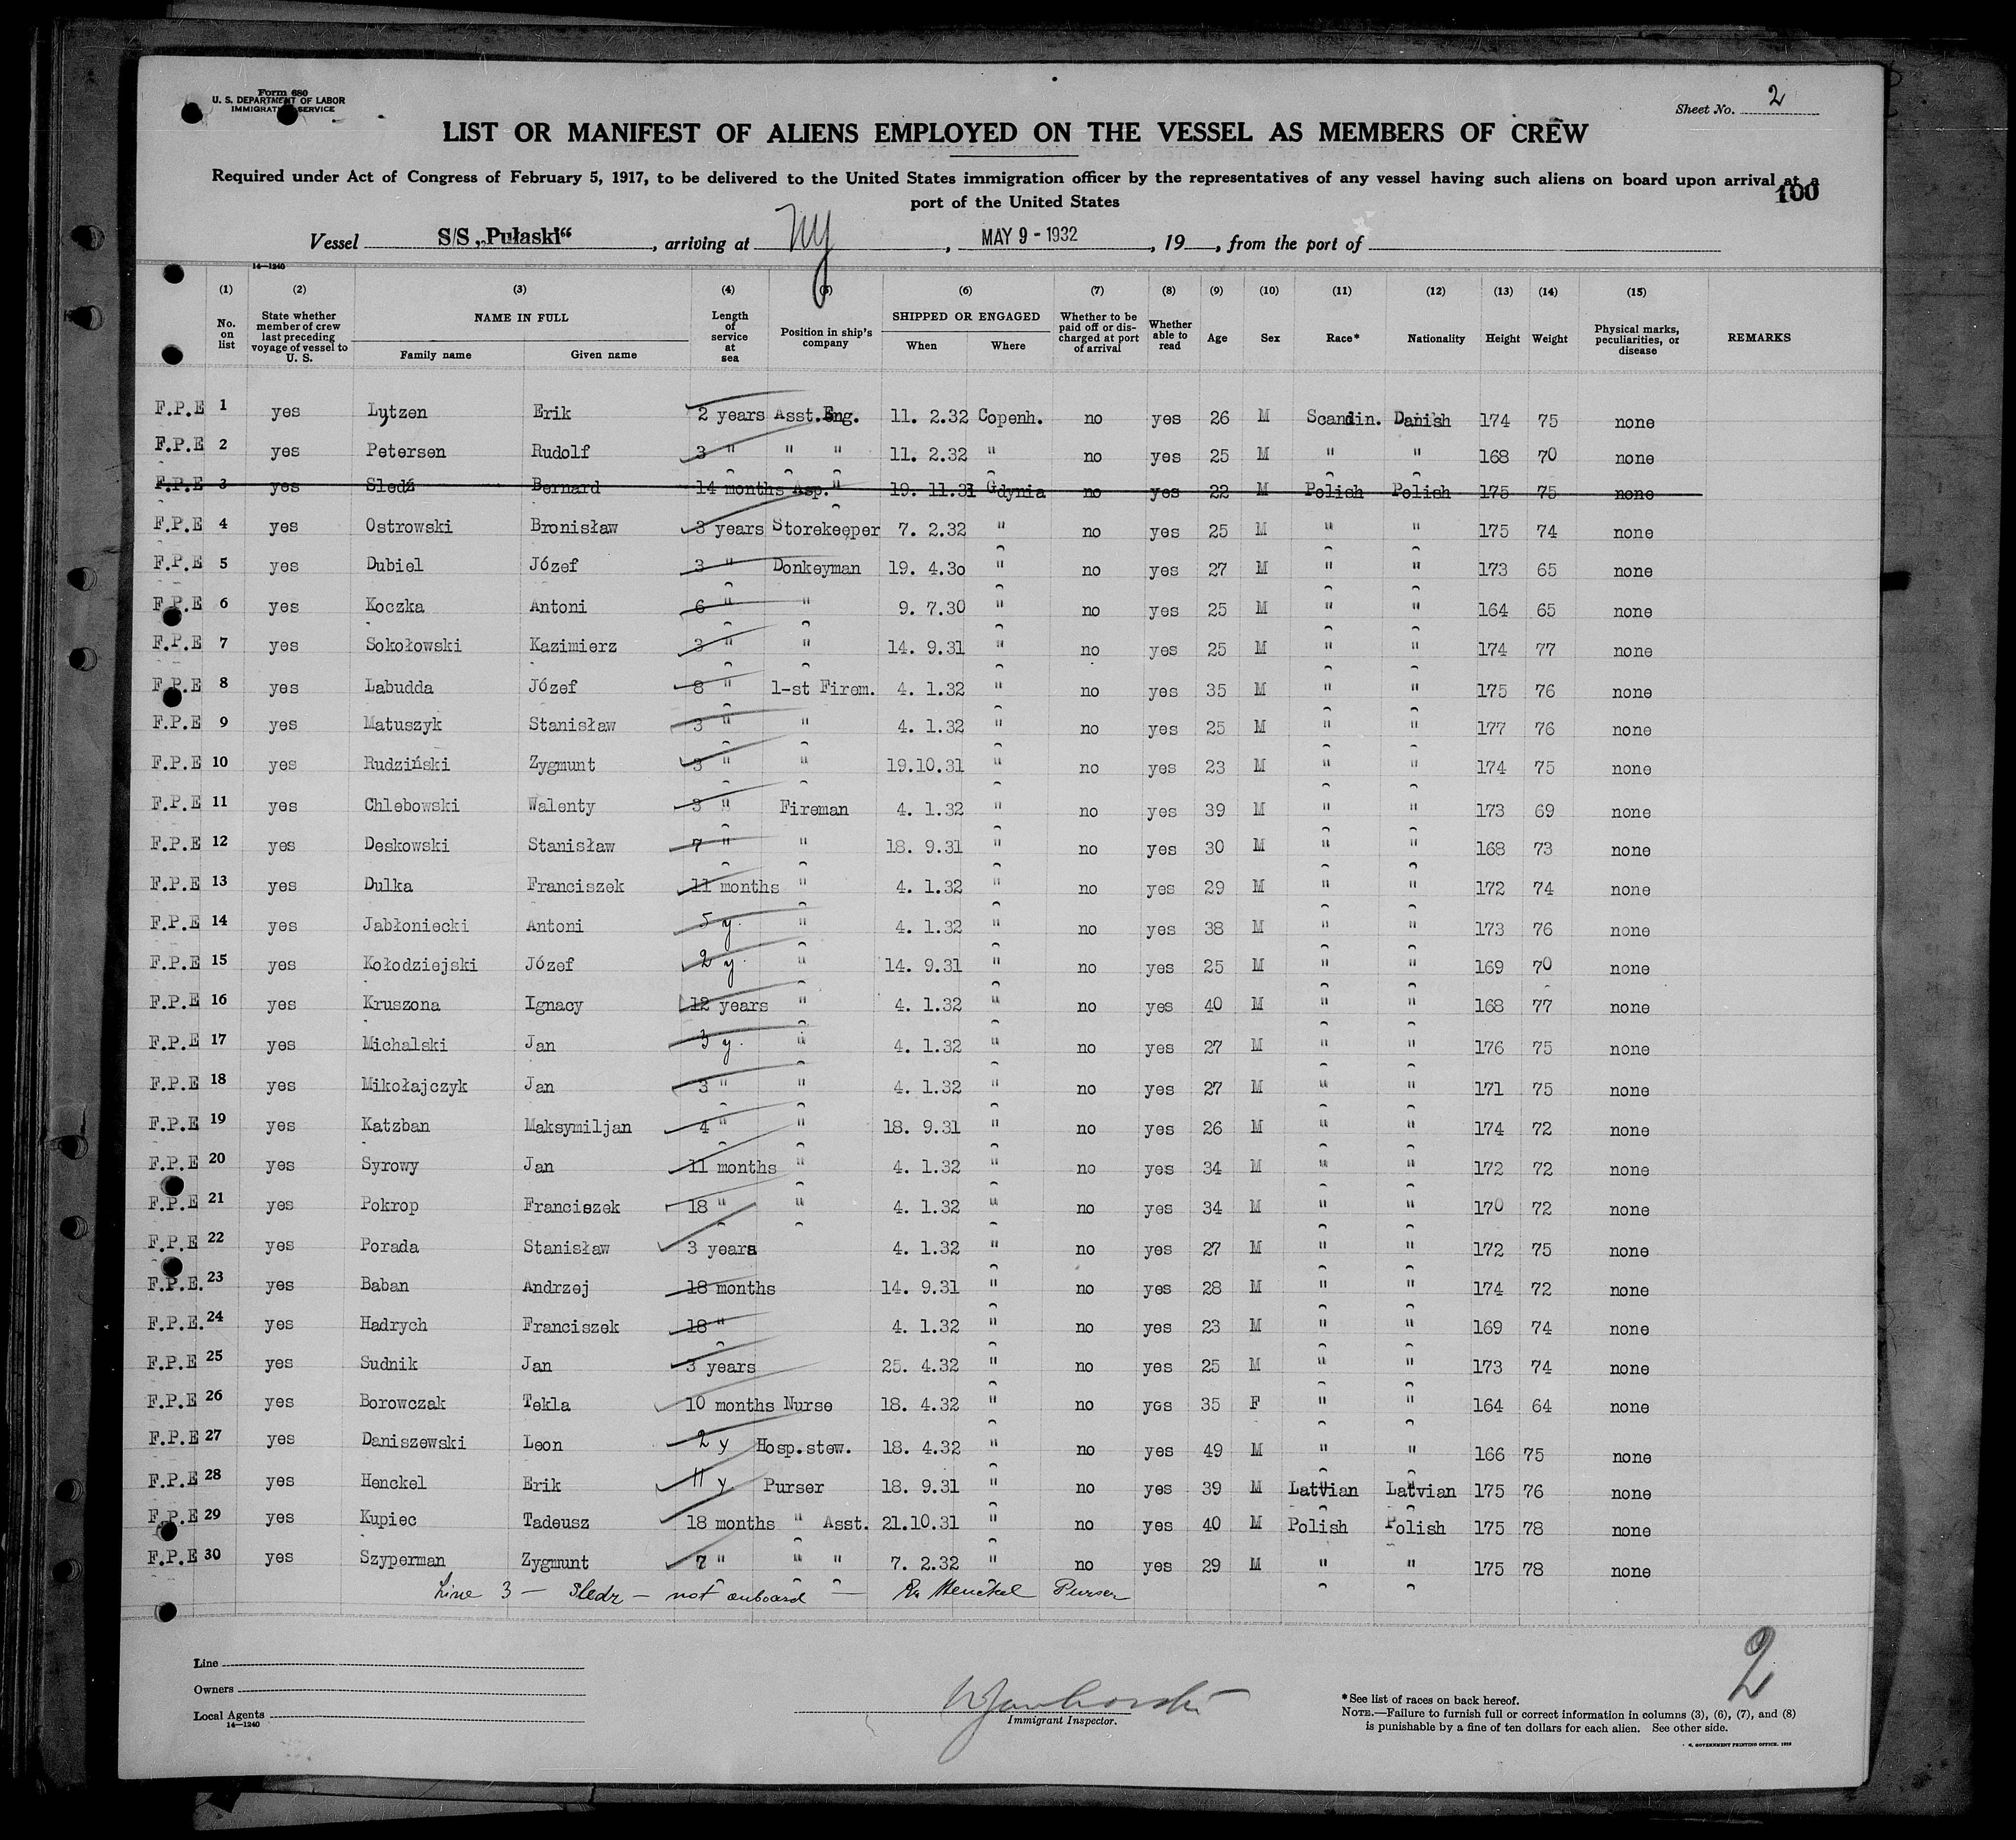 Form 680
U. S. DEPARTMENT OF LABOR
IMMIGRATION SERVICE
Sheet No. 2
LIST OR MANIFEST OF ALIENS EMPLOYED ON THE VESSEL AS MEMBERS OF CREW
Required under Act of Congress of February 5, 1917, to be delivered to the United States immigration officer by the representatives of any vessel having such aliens on board upon arrival at a
port of the United States
100
Vessel S/S „Pułaski“, arriving at NY, MAY 9 - 1932, 19 , from the port of
14—1240
(1) (2) (3) (4) (5) (6) (7) (8) (9) (10) (11) (12) (13) (14) (15)
No. on list State whether member of crew last preceding voyage of vessel to U. S. NAME IN FULL Family name Given name Length of service at sea Position in ship's company SHIPPED OR ENGAGED When Where Whether to be paid off or discharged at port of arrival Whether able to read Age Sex Race* Nationality Height Weight Physical marks, peculiarities, or disease REMARKS
F.P.E 1 yes Lytzen Erik 2 years Asst.Eng. 11. 2.32 Copenh. no yes 26 M Scandin. Danish 174 75 none
F.P.E 2 yes Petersen Rudolf 3 " " " 11. 2.32 " no yes 25 M " " 168 70 none
F.P.E 3 yes Sledź Bernard 14 months Asp." 19. 11.31 Gdynia no yes 22 M Polish Polish 175 75 none
F.P.E 4 yes Ostrowski Bronisław 3 years Storekeeper 7. 2.32 " no yes 25 M " " 175 74 none
F.P.E 5 yes Dubiel Józef 3 " Donkeyman 19. 4.30 " no yes 27 M " " 173 65 none
F.P.E 6 yes Koczka Antoni 6 " " 9. 7.30 " no yes 25 M " " 164 65 none
F.P.E 7 yes Sokołowski Kazimierz 3 " " 14. 9.31 " no yes 25 M " " 174 77 none
F.P.E 8 yes Labudda Józef 8 " 1-st Firem. 4. 1.32 " no yes 35 M " " 175 76 none
F.P.E 9 yes Matuszyk Stanisław 3 " " 4. 1.32 " no yes 25 M " " 177 76 none
F.P.E 10 yes Rudziński Zygmunt 3 " " 19.10.31 " no yes 23 M " " 174 75 none
F.P.E 11 yes Chlebowski Walenty 3 " Fireman 4. 1.32 " no yes 39 M " " 173 69 none
F.P.E 12 yes Deskowski Stanisław 7 " " 18. 9.31 " no yes 30 M " " 168 73 none
F.P.E 13 yes Dulka Franciszek 11 months " 4. 1.32 " no yes 29 M " " 172 74 none
F.P.E 14 yes Jabłoniecki Antoni 5 y. " 4. 1.32 " no yes 38 M " " 173 76 none
F.P.E 15 yes Kołodziejski Józef 2 y. " 14. 9.31 " no yes 25 M " " 169 70 none
F.P.E 16 yes Kruszona Ignacy 12 years " 4. 1.32 " no yes 40 M " " 168 77 none
F.P.E 17 yes Michalski Jan 3 y. " 4. 1.32 " no yes 27 M " " 176 75 none
F.P.E 18 yes Mikołajczyk Jan 3 " " 4. 1.32 " no yes 27 M " " 171 75 none
F.P.E 19 yes Katzban Maksymiljan 4 " " 18. 9.31 " no yes 26 M " " 174 72 none
F.P.E 20 yes Syrowy Jan 11 months " 4. 1.32 " no yes 34 M " " 172 72 none
F.P.E 21 yes Pokrop Franciszek 18 " " 4. 1.32 " no yes 34 M " " 170 72 none
F.P.E 22 yes Porada Stanisław 3 years 4. 1.32 " no yes 27 M " " 172 75 none
F.P.E. 23 yes Baban Andrzej 18 months 14. 9.31 " no yes 28 M " " 174 72 none
F.P.E. 24 yes Hadrych Franciszek 18 " 4. 1.32 " no yes 23 M " " 169 74 none
F.P.E 25 yes Sudnik Jan 3 years 25. 4.32 " no yes 25 M " " 173 74 none
F.P.E 26 yes Borowczak Tekla 10 months Nurse 18. 4.32 " no yes 35 F " " 164 64 none
F.P.E 27 yes Daniszewski Leon 2 y Hosp.stew. 18. 4.32 " no yes 49 M " " 166 75 none
F.P.E 28 yes Henckel Erik 11 y Purser 18. 9.31 " no yes 39 M Latvian Latvian 175 76 none
F.P.E 29 yes Kupiec Tadeusz 18 months " Asst. 21.10.31 " no yes 40 M Polish Polish 175 78 none
F.P.E 30 yes Szyperman Zygmunt 7 " " " 7. 2.32 " no yes 29 M " " 175 78 none
Line 3 — Sledz — not onboard — Er Henckel Purser
Line
Owners
Local Agents
14—1240
Immigrant Inspector.
2
*See list of races on back hereof.
NOTE.—Failure to furnish full or correct information in columns (3), (6), (7), and (8)
is punishable by a fine of ten dollars for each alien. See other side.
GOVERNMENT PRINTING OFFICE